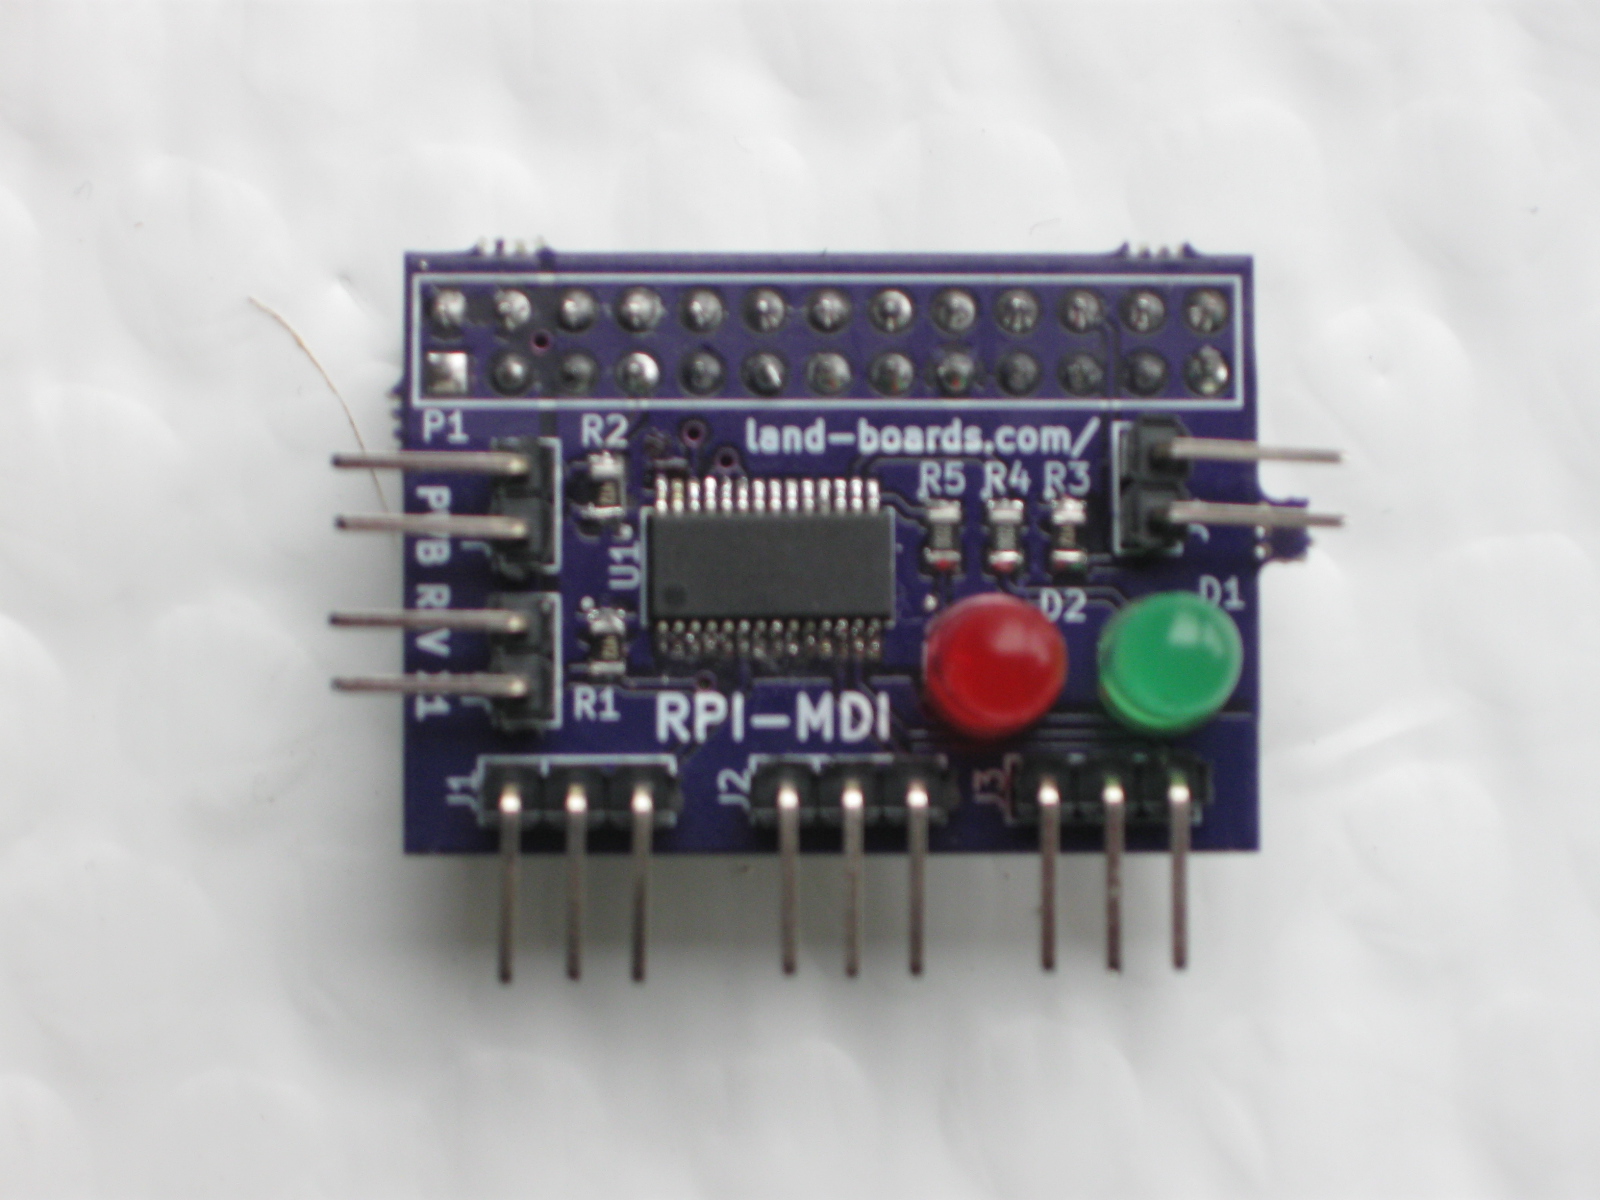 P1
R2
land-boards.com/
R5 R4 R3
U1
D2
D1
R1
RPI-MDI
J1
J2
J3